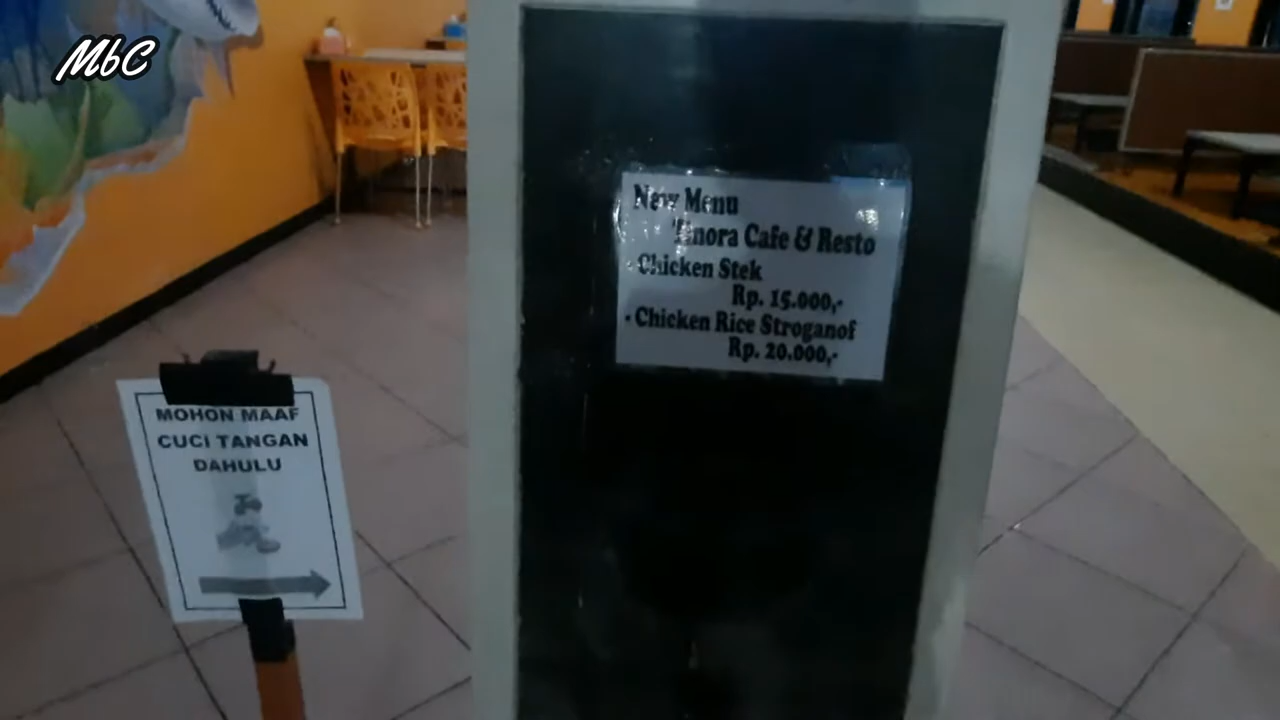 MbC
New Menu
Cafe & Resto
- Chicken Stek
Rp. 15.000,-
- Chicken Rice Stroganof
Rp. 20.000,-
MOHON MAAF
CUCI TANGAN
DAHULU